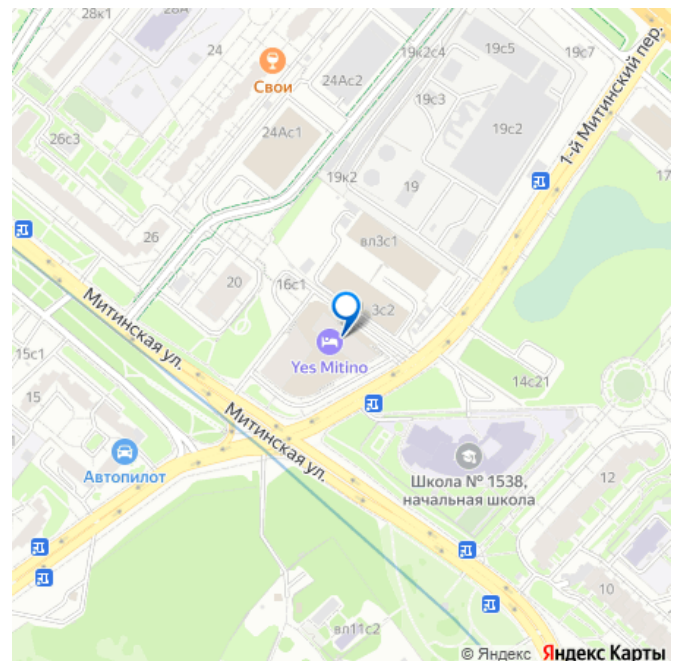 28к1
28А
24
19к2с4
19с5
19с7
Свои
24Ас2
19с3
1-й Митинский пер.
26с3
24Ас1
19с2
19к2
19
17
26
вл3с1
20
16с1
3с2
Митинская ул.
Yes Mitino
15с1
14с21
15
Митинская ул.
Автопилот
Школа № 1538,
начальная школа
12
10
вл11с2
© Яндекс Яндекс Карты